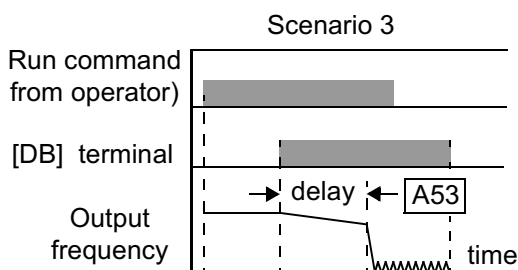 Scenario 3
Run command
from operator)
[DB] terminal
delay
A53
Output
frequency
time